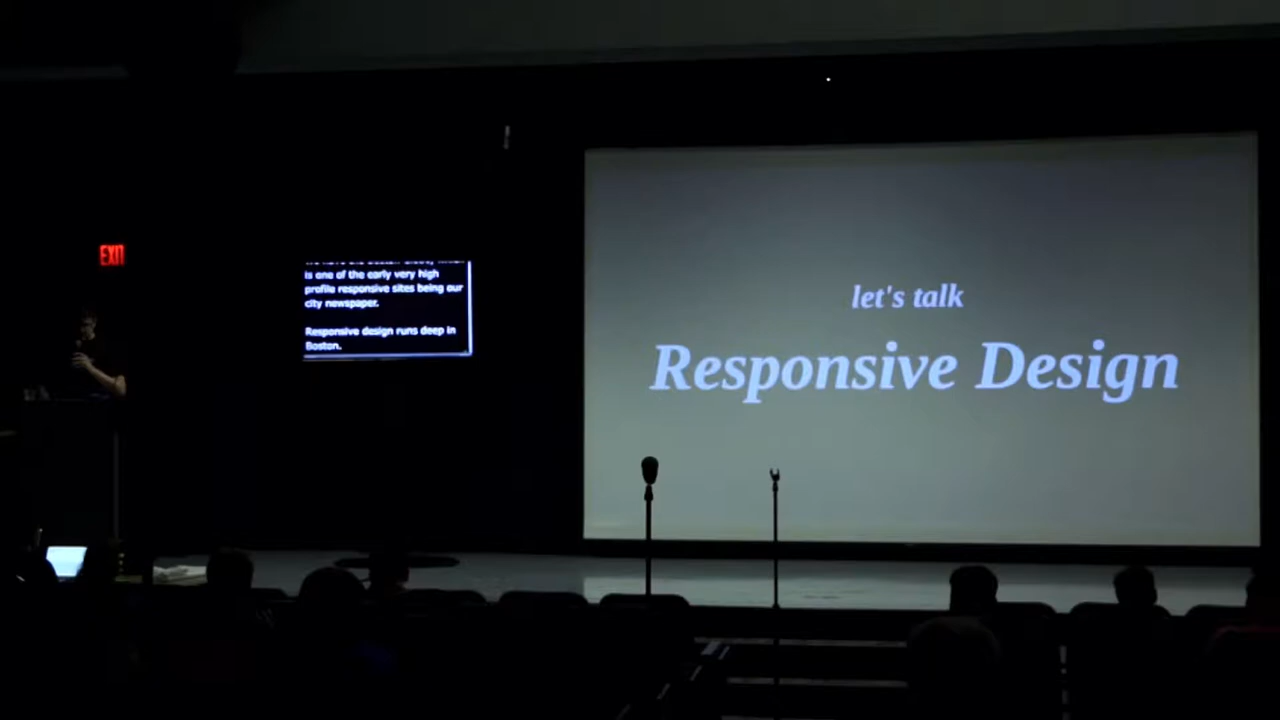 EXIT
is one of the early very high
profile responsive sites being our
city newspaper.
Responsive design runs deep in
Boston.
let's talk
Responsive Design